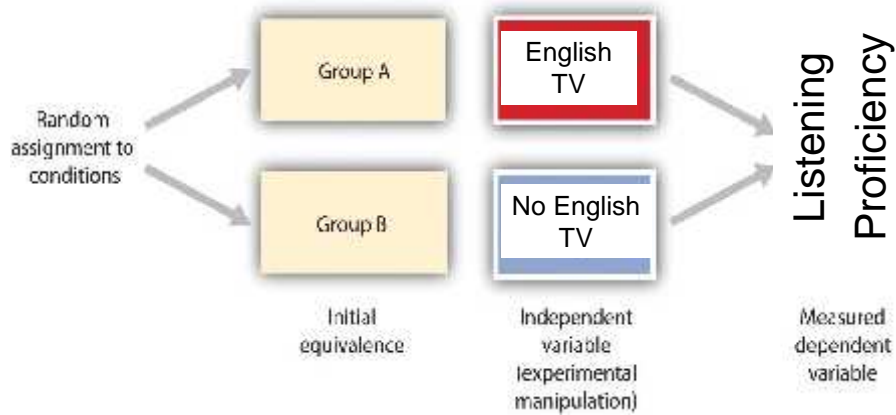 Random
assignment to
conditions
Group A
Group B
Initial
equivalence
English
TV
No English
TV
Independent
variable
(experimental
manipulation)
Listening
Proficiency
Measured
dependent
variable